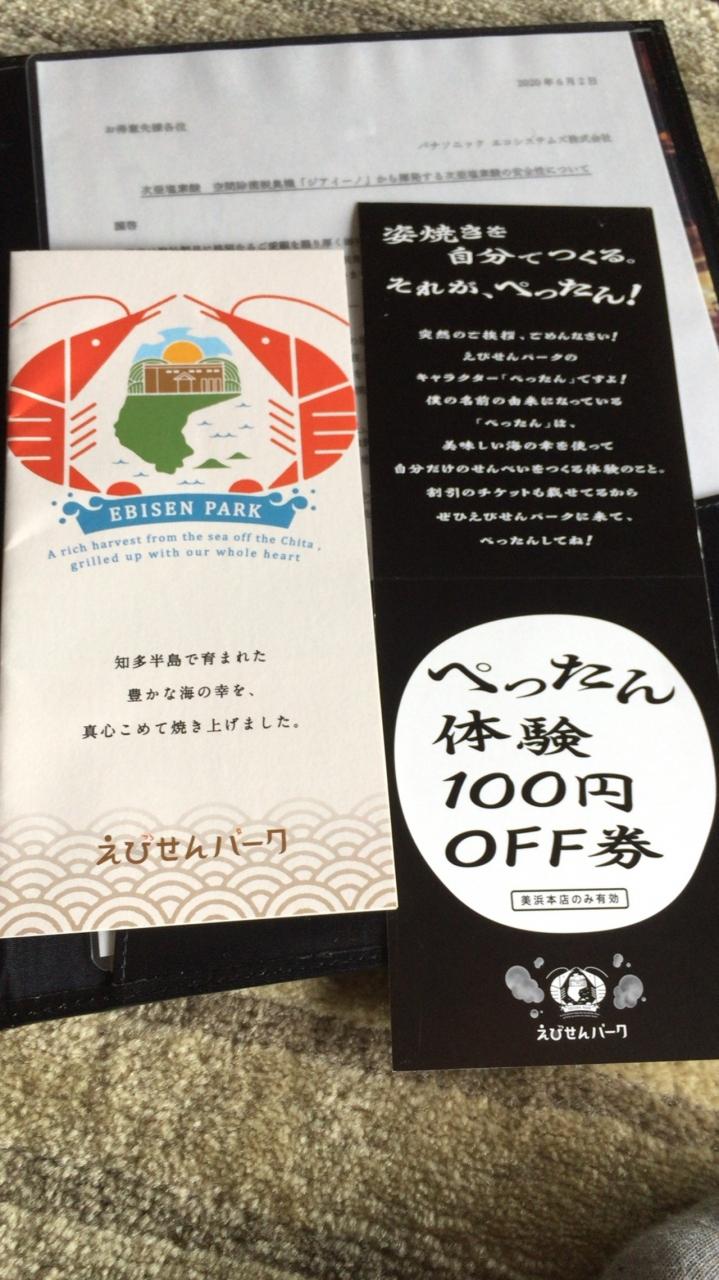 2020年6月2日
お得意先様各位
パナソニック エコシステムズ株式会社
次亜塩素酸 空間除菌脱臭機「ジアイーノ」から揮発する次亜塩素酸の安全性について
EBISEN PARK
A rich harvest from the sea off the Chita,
grilled up with our whole heart
知多半島で育まれた
豊かな海の幸を、
真心こめて焼き上げました。
えびせんパーク
姿焼きを
自分でつくる。
それが、ぺったん!
突然のご挨拶、ごめんなさい!
えびせんパークの
キャラクター「ぺったん」ですよ!
僕の名前の由来になっている
「ぺったん」は、
美味しい海の幸を使って
自分だけのせんべいをつくる体験のこと。
割引のチケットも載せてるから
ぜひえびせんパークに来て、
ぺったんしてね!
ぺったん
体験
100円
OFF券
美浜本店のみ有効
えびせんパーク